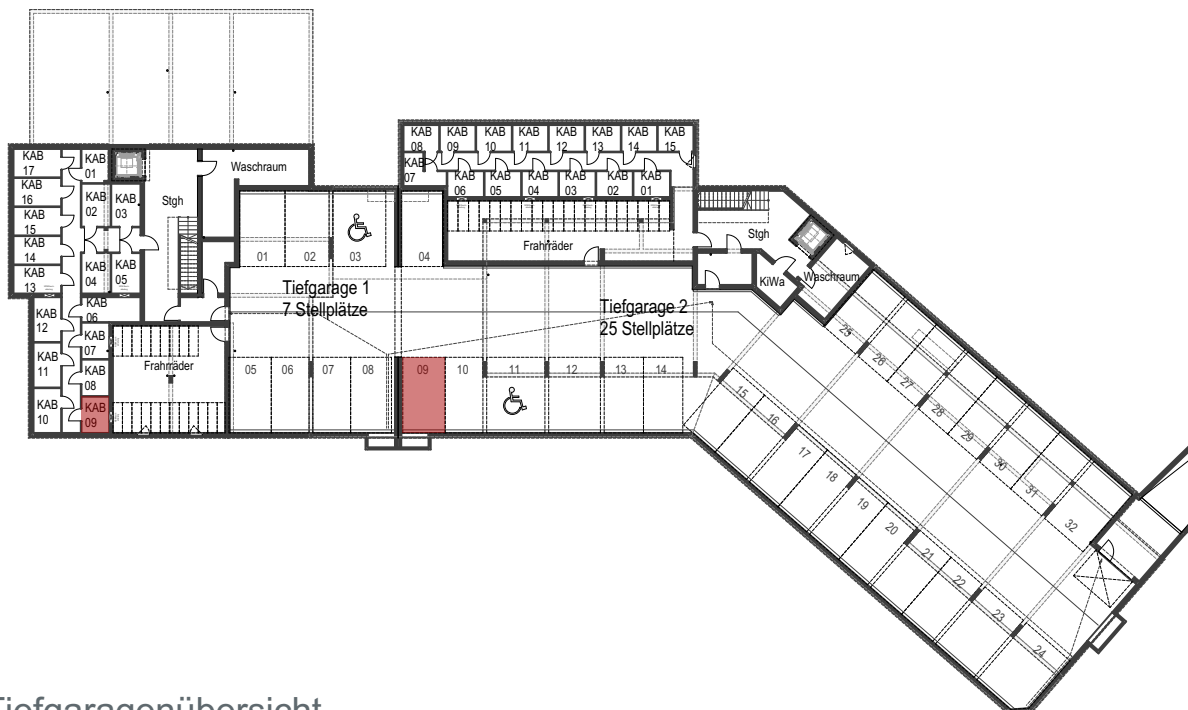 KAB 08
KAB 09
KAB 10
KAB 11
KAB 12
KAB 13
KAB 14
KAB 15
KAB 07
KAB 06
KAB 05
KAB 04
KAB 03
KAB 02
KAB 01
KAB 17
KAB 01
Waschraum
KAB 16
KAB 02
KAB 03
Stgh
KAB 15
KAB 14
KAB 13
KAB 04
KAB 05
KAB 06
KAB 12
KAB 07
KAB 11
KAB 08
KAB 10
KAB 09
Frahrräder
01
02
03
04
Frahrräder
Stgh
KiWa
Waschraum
Tiefgarage 1
7 Stellplätze
Tiefgarage 2
25 Stellplätze
05
06
07
08
09
10
11
12
13
14
15
16
17
18
19
20
21
22
23
24
25
26
27
28
29
30
31
32
Tiefgaragenübersicht